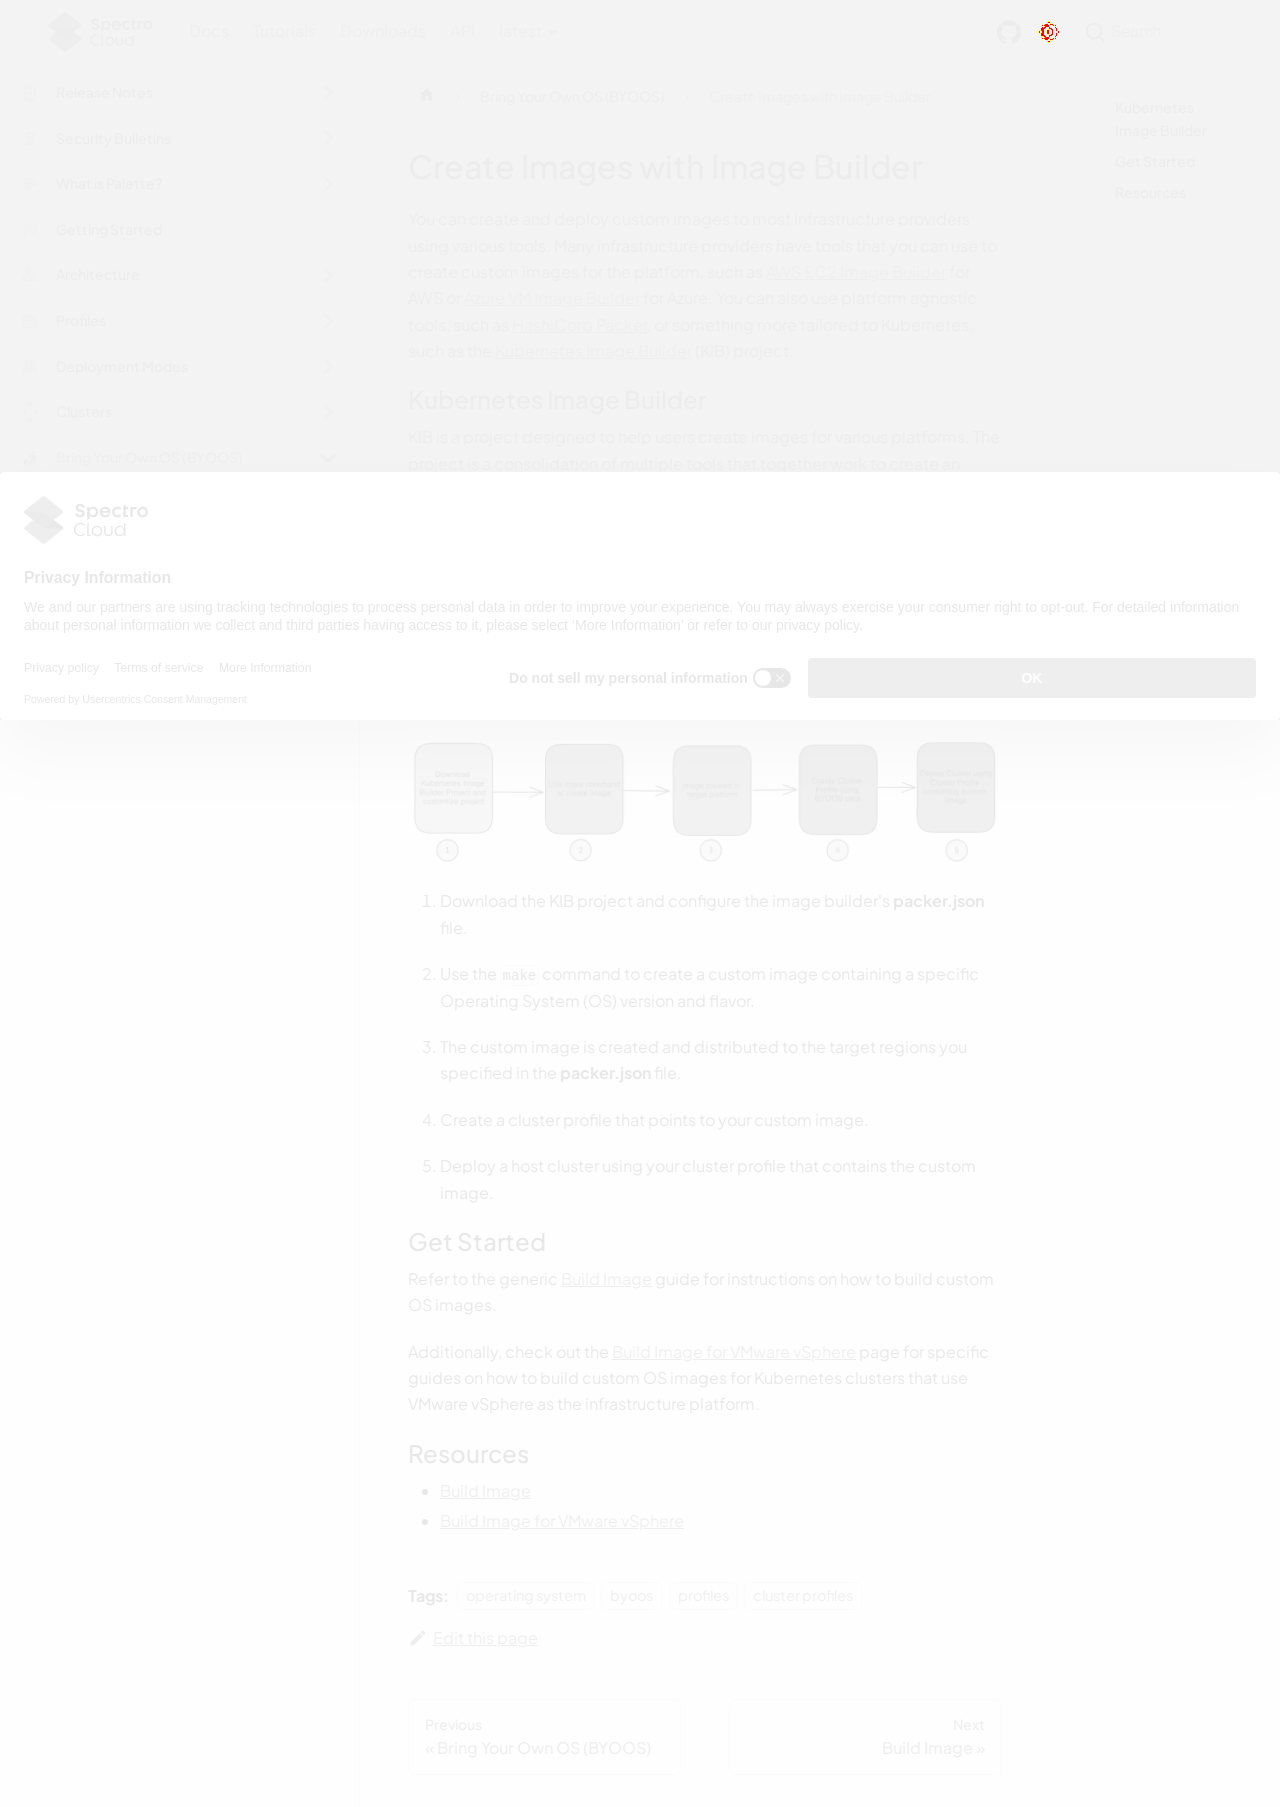 Spectro Cloud
Docs Tutorials Downloads API latest Search
Release Notes
Security Bulletins
What is Palette?
Getting Started
Architecture
Profiles
Deployment Modes
Clusters
Bring Your Own OS (BYOOS)
Bring Your Own OS (BYOOS) Create Images with Image Builder
Kubernetes
Image Builder
Get Started
Resources
Create Images with Image Builder
You can create and deploy custom images to most infrastructure providers
using various tools. Many infrastructure providers have tools that you can use to
create custom images for the platform, such as AWS EC2 Image Builder for
AWS or Azure VM Image Builder for Azure. You can also use platform agnostic
tools, such as HashiCorp Packer, or something more tailored to Kubernetes,
such as the Kubernetes Image Builder (KIB) project.
Kubernetes Image Builder
KIB is a project designed to help users create images for various platforms. The
project is a consolidation of multiple tools that together work to create an
Spectro
Cloud
Privacy Information
We and our partners are using tracking technologies to process personal data in order to improve your experience. You may always exercise your consumer right to opt-out. For detailed information
about personal information we collect and third parties having access to it, please select 'More Information' or refer to our privacy policy.
Privacy policy Terms of service More Information
Do not sell my personal information
OK
Powered by Usercentrics Consent Management
Download
Kubernetes Image
Builder Project and
customize project
1 2 3 4 5
1. Download the KIB project and configure the image builder's packer.json
file.
2. Use the make command to create a custom image containing a specific
Operating System (OS) version and flavor.
3. The custom image is created and distributed to the target regions you
specified in the packer.json file.
4. Create a cluster profile that points to your custom image.
5. Deploy a host cluster using your cluster profile that contains the custom
image.
Get Started
Refer to the generic Build Image guide for instructions on how to build custom
OS images.
Additionally, check out the Build Image for VMware vSphere page for specific
guides on how to build custom OS images for Kubernetes clusters that use
VMware vSphere as the infrastructure platform.
Resources
Build Image
Build Image for VMware vSphere
Tags: operating system byoos profiles cluster profiles
Edit this page
Previous
« Bring Your Own OS (BYOOS)
Next
Build Image »